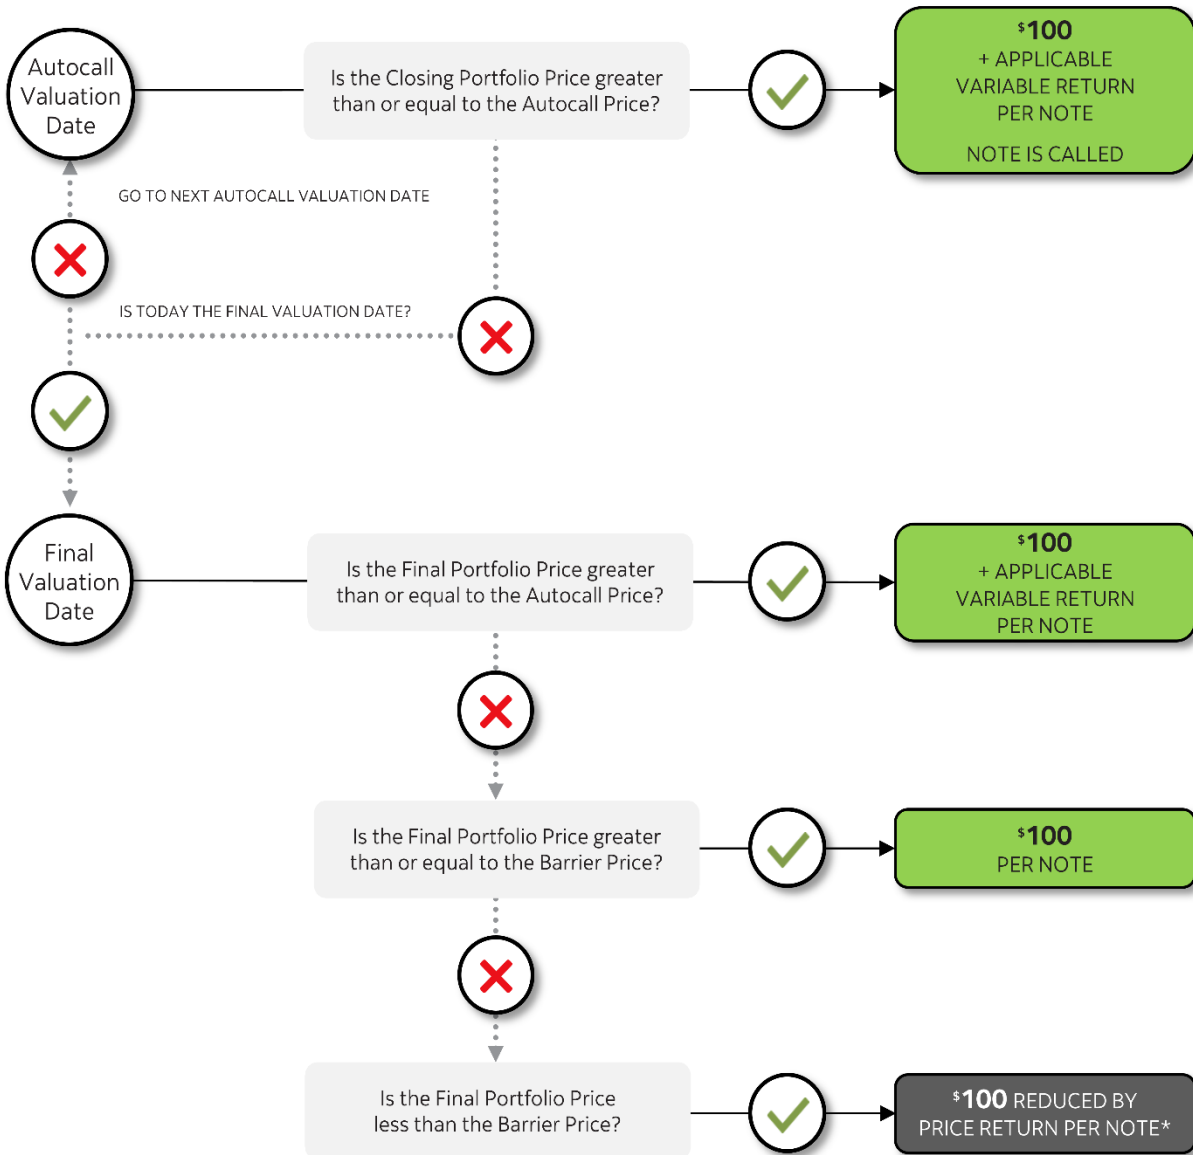 Autocall
Valuation
Date
Is the Closing Portfolio Price greater
than or equal to the Autocall Price?
$100
+ APPLICABLE
VARIABLE RETURN
PER NOTE
NOTE IS CALLED
GO TO NEXT AUTOCALL VALUATION DATE
IS TODAY THE FINAL VALUATION DATE?
Final
Valuation
Date
Is the Final Portfolio Price greater
than or equal to the Autocall Price?
$100
+ APPLICABLE
VARIABLE RETURN
PER NOTE
Is the Final Portfolio Price greater
than or equal to the Barrier Price?
$100
PER NOTE
Is the Final Portfolio Price
less than the Barrier Price?
$100 REDUCED BY
PRICE RETURN PER NOTE*